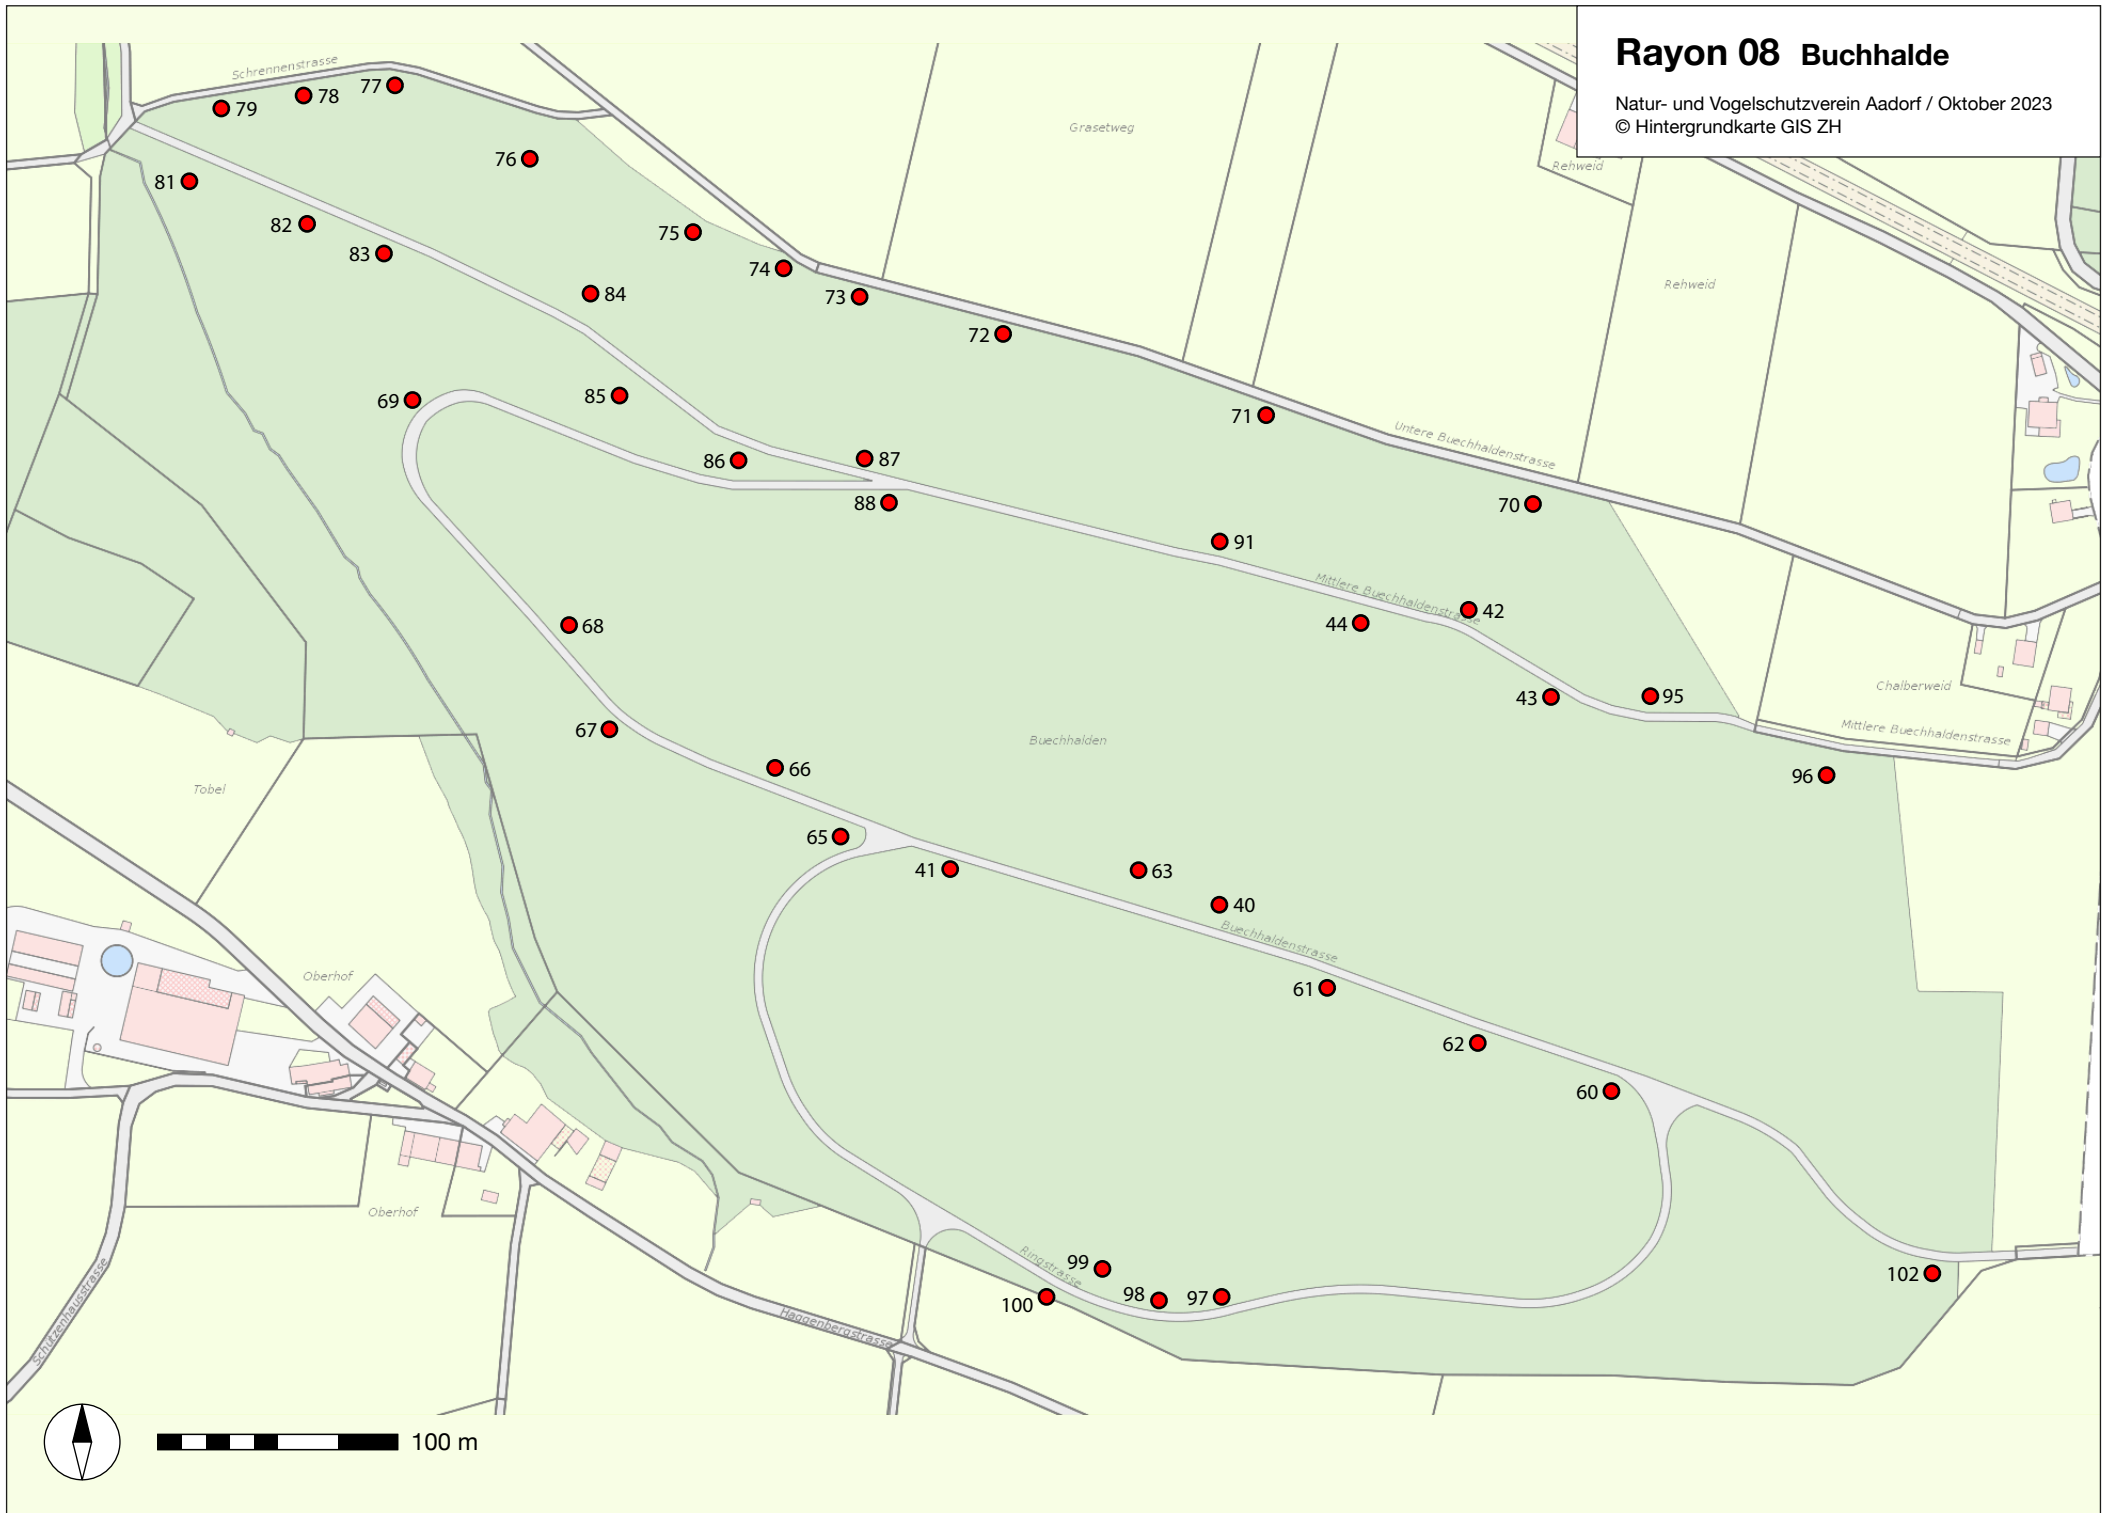 Rayon 08 Buchhalde
Natur- und Vogelschutzverein Aadorf / Oktober 2023
© Hintergrundkarte GIS ZH
Schrennenstrasse
77
78
79
Grasetweg
76
Rehweid
81
82
75
83
74
Rehweid
84
73
72
69
85
71
Untere Buechhaldenstrasse
86
87
88
70
91
Mittlere Buechhaldenstrasse
42
44
68
Chalberweid
43
95
67
Mittlere Buechhaldenstrasse
Buechhalden
66
96
Tobel
65
41
63
40
Buechhaldenstrasse
Oberhof
61
62
60
Oberhof
Ringstrasse
99
98
97
100
102
Schützenhausstrasse
Haggenbergstrasse
100 m